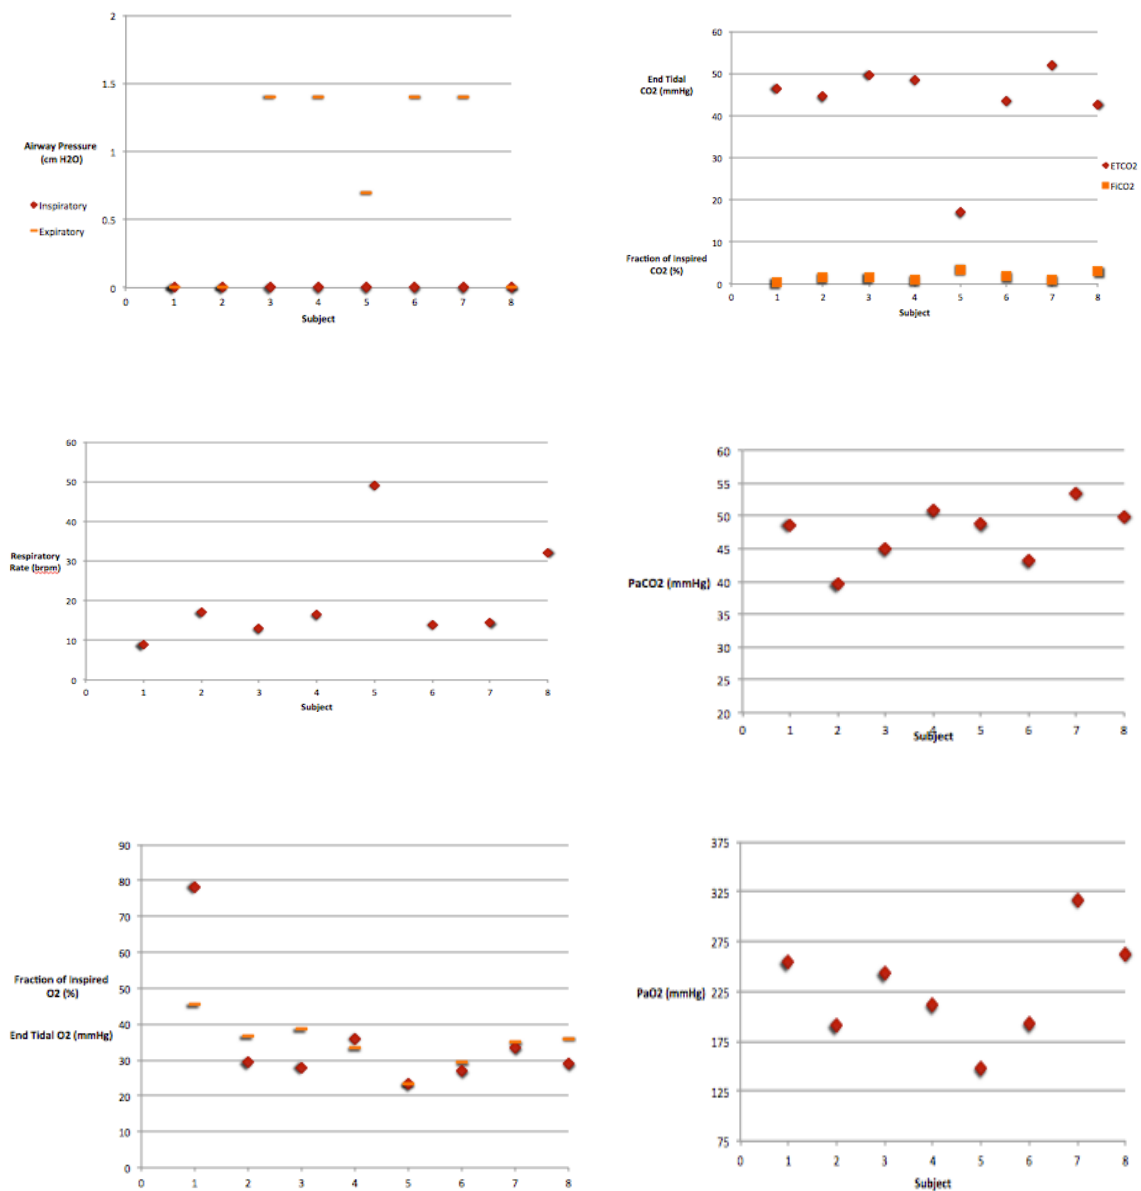 2
1.5
1
0.5
0
Airway Pressure
(cm H2O)
Inspiratory
Expiratory
0 1 2 3 4 5 6 7 8
Subject
60
50
40
30
20
10
0
End Tidal
CO2 (mmHg)
Fraction of Inspired
CO2 (%)
ETCO2
FiCO2
0 1 2 3 4 5 6 7 8
Subject
60
50
40
30
20
10
0
Respiratory
Rate (brpm)
0 1 2 3 4 5 6 7 8
Subject
60
55
50
45
40
35
30
25
20
PaCO2 (mmHg)
0 1 2 3 4 5 6 7 8
Subject
90
80
70
60
50
40
30
20
10
0
Fraction of Inspired
O2 (%)
End Tidal O2 (mmHg)
0 1 2 3 4 5 6 7 8
375
325
275
225
175
125
75
PaO2 (mmHg)
0 1 2 3 4 5 6 7 8
Subject